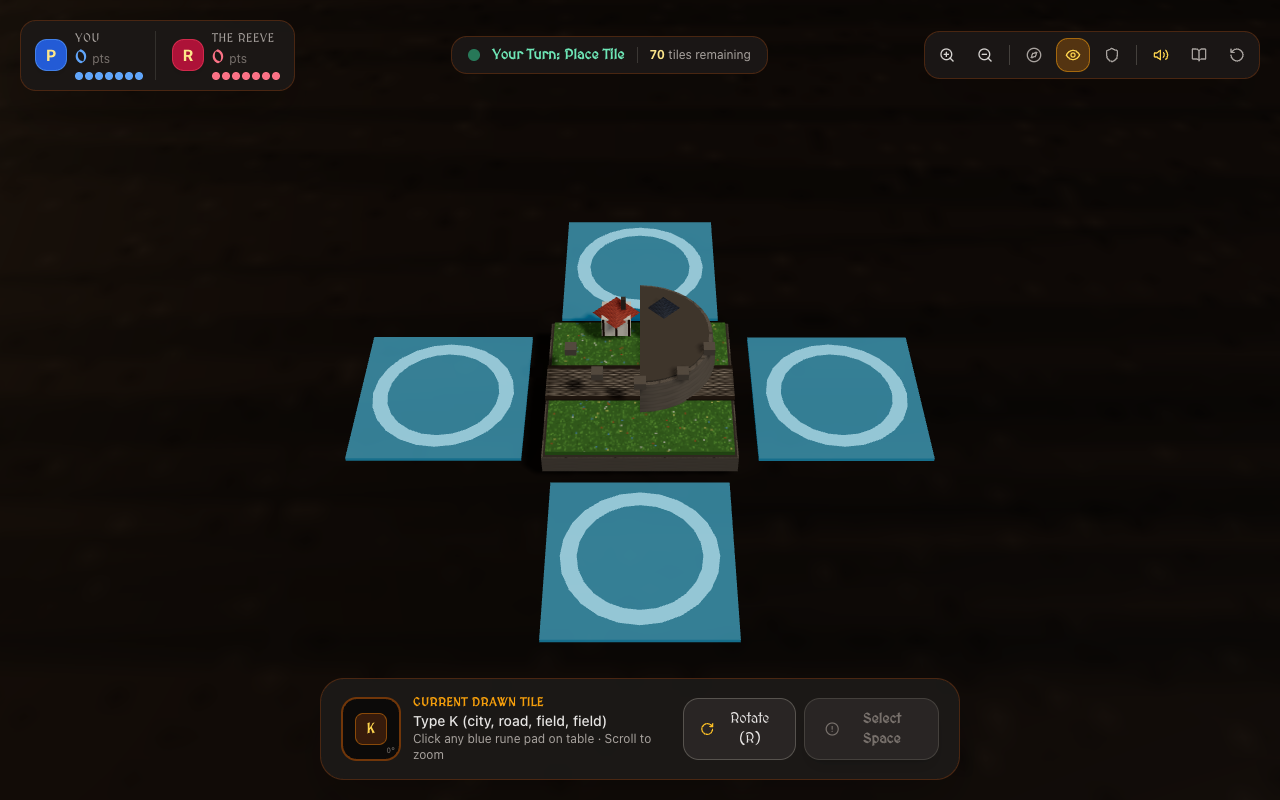 P
YOU
0 pts
R
THE REEVE
0 pts
Your Turn: Place Tile
70 tiles remaining
K
0°
CURRENT DRAWN TILE
Type K (city, road, field, field)
Click any blue rune pad on table · Scroll to
zoom
Rotate
(R)
Select
Space